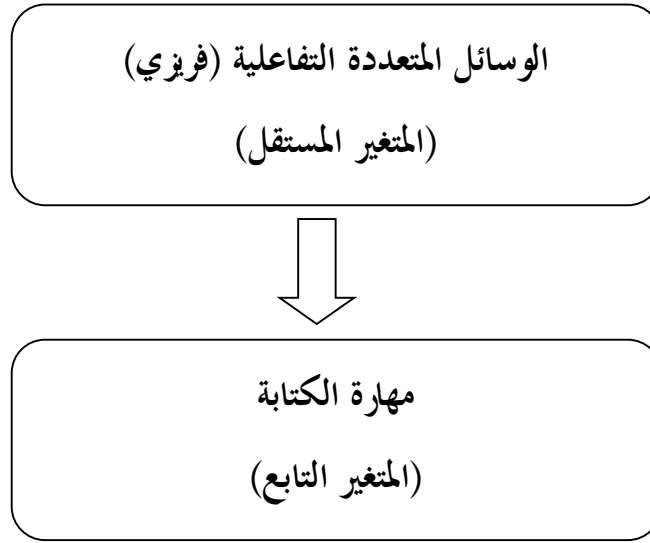 الوسائل المتعددة التفاعلية (فريزي)
(المتغير المستقل)
مهارة الكتابة
(المتغير التابع)